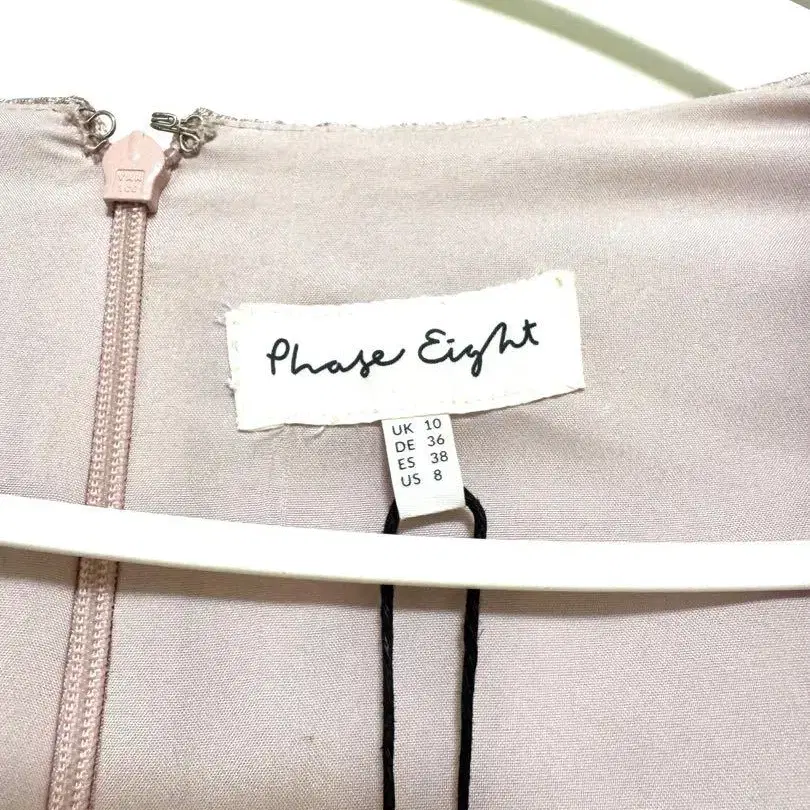 Phase Eight
UK 10
DE 36
ES 38
US 8